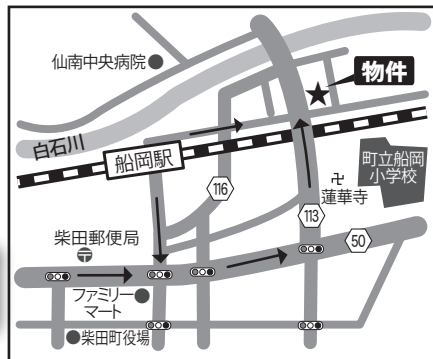 仙南中央病院
物件
白石川
船岡駅
町立船岡
小学校
116
卍
蓮華寺
113
50
柴田郵便局
〒
ファミリー
マート
柴田町役場